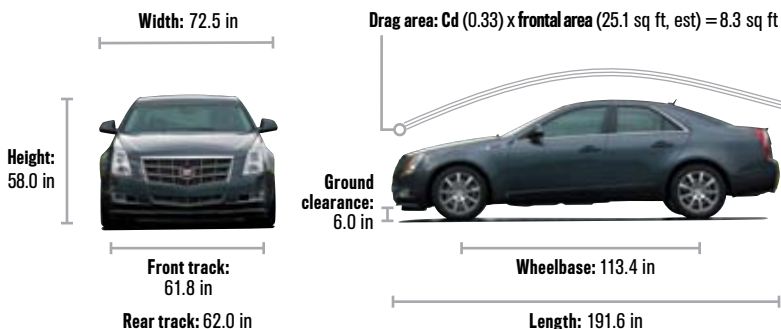 Width: 72.5 in
Drag area: Cd (0.33) x frontal area (25.1 sq ft, est) = 8.3 sq ft
Height:
58.0 in
Ground
clearance:
6.0 in
Front track:
61.8 in
Rear track: 62.0 in
Wheelbase: 113.4 in
Length: 191.6 in